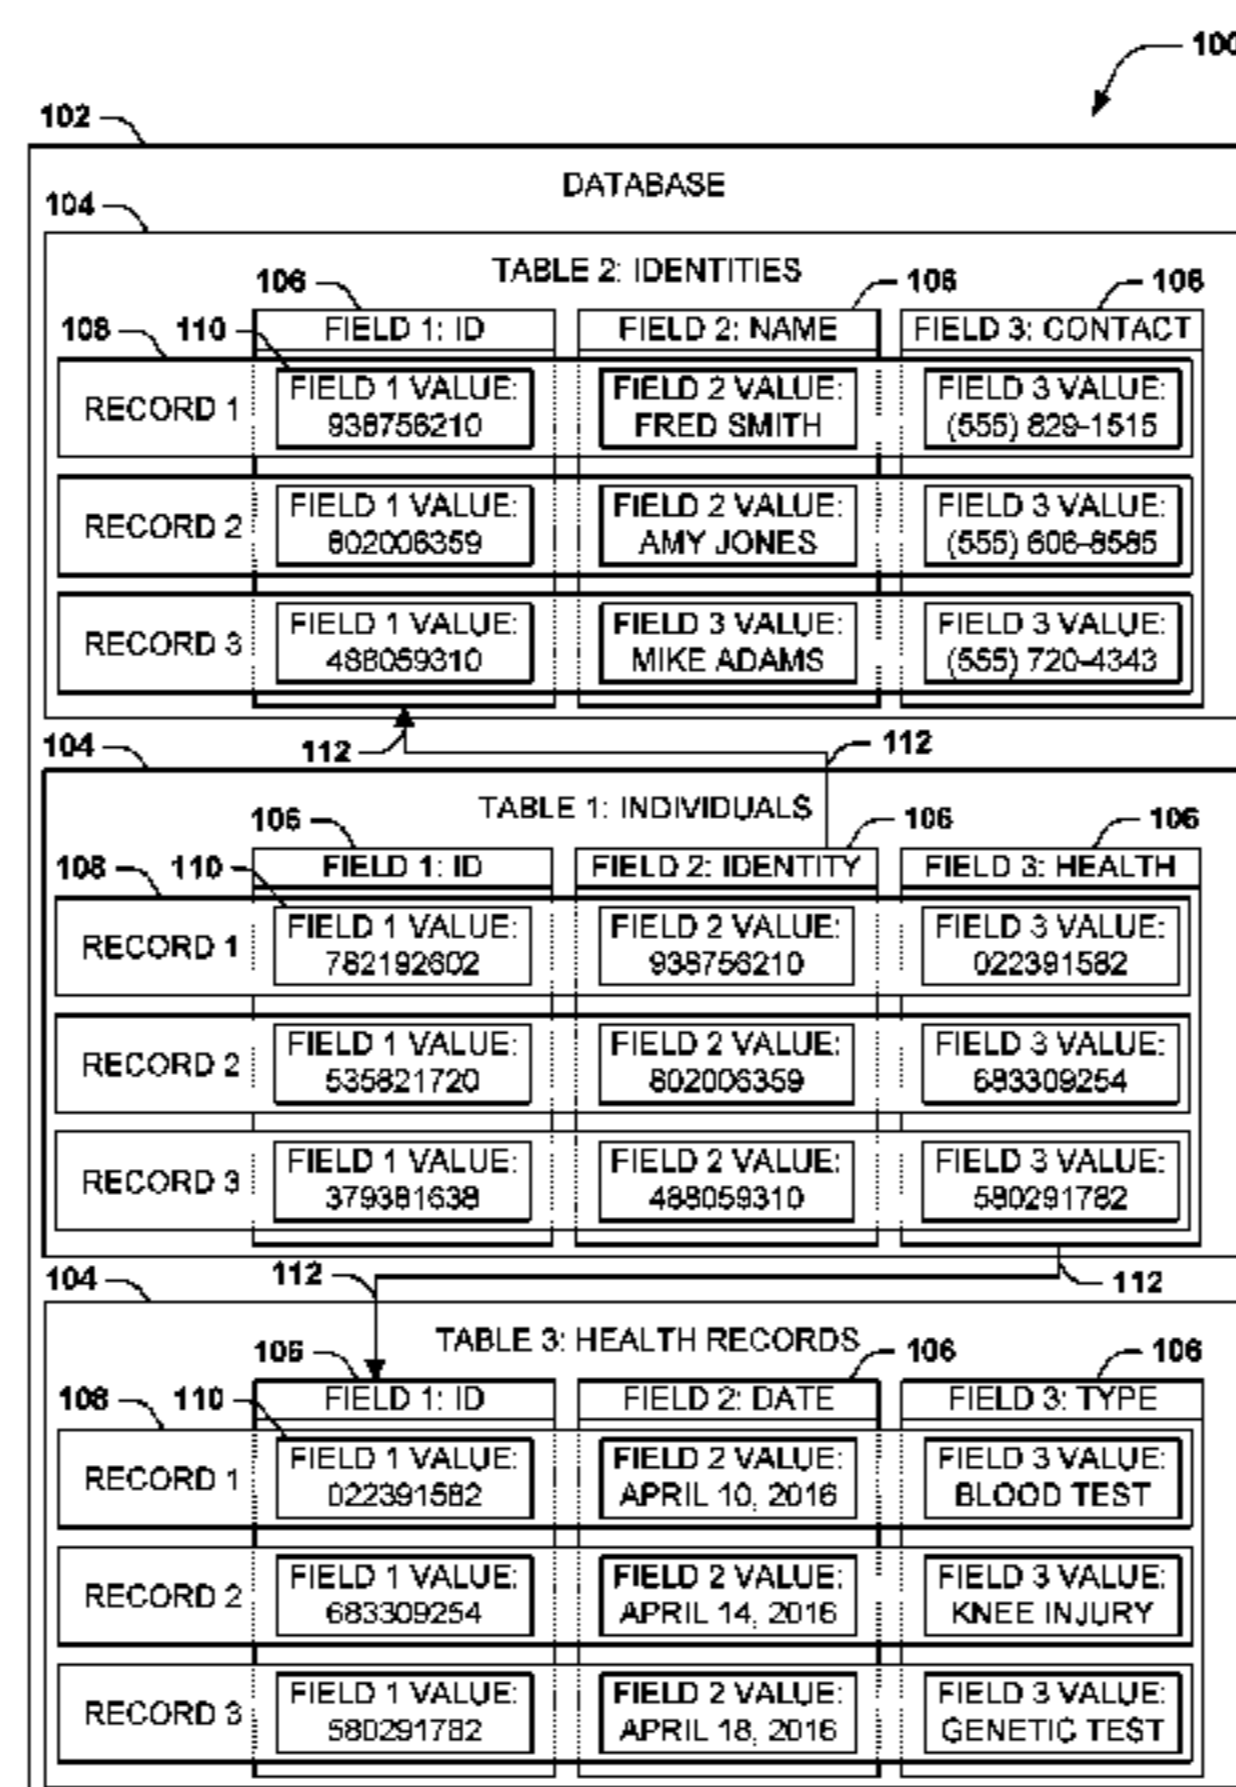 100
102
DATABASE
104
TABLE 2: IDENTITIES
106 106 106
108 110 FIELD 1: ID FIELD 2: NAME FIELD 3: CONTACT
RECORD 1 FIELD 1 VALUE: 938756210 FIELD 2 VALUE: FRED SMITH FIELD 3 VALUE: (555) 829-1515
RECORD 2 FIELD 1 VALUE: 802006359 FIELD 2 VALUE: AMY JONES FIELD 3 VALUE: (555) 606-8585
RECORD 3 FIELD 1 VALUE: 488059310 FIELD 3 VALUE: MIKE ADAMS FIELD 3 VALUE: (555) 720-4343
104 112 112
TABLE 1: INDIVIDUALS
106 106 106
108 110 FIELD 1: ID FIELD 2: IDENTITY FIELD 3: HEALTH
RECORD 1 FIELD 1 VALUE: 782192602 FIELD 2 VALUE: 938756210 FIELD 3 VALUE: 022391582
RECORD 2 FIELD 1 VALUE: 535821720 FIELD 2 VALUE: 802006359 FIELD 3 VALUE: 683309254
RECORD 3 FIELD 1 VALUE: 379381638 FIELD 2 VALUE: 488059310 FIELD 3 VALUE: 580291782
104 112 112
TABLE 3: HEALTH RECORDS
106 106 106
108 110 FIELD 1: ID FIELD 2: DATE FIELD 3: TYPE
RECORD 1 FIELD 1 VALUE: 022391582 FIELD 2 VALUE: APRIL 10, 2016 FIELD 3 VALUE: BLOOD TEST
RECORD 2 FIELD 1 VALUE: 683309254 FIELD 2 VALUE: APRIL 14, 2016 FIELD 3 VALUE: KNEE INJURY
RECORD 3 FIELD 1 VALUE: 580291782 FIELD 2 VALUE: APRIL 18, 2016 FIELD 3 VALUE: GENETIC TEST